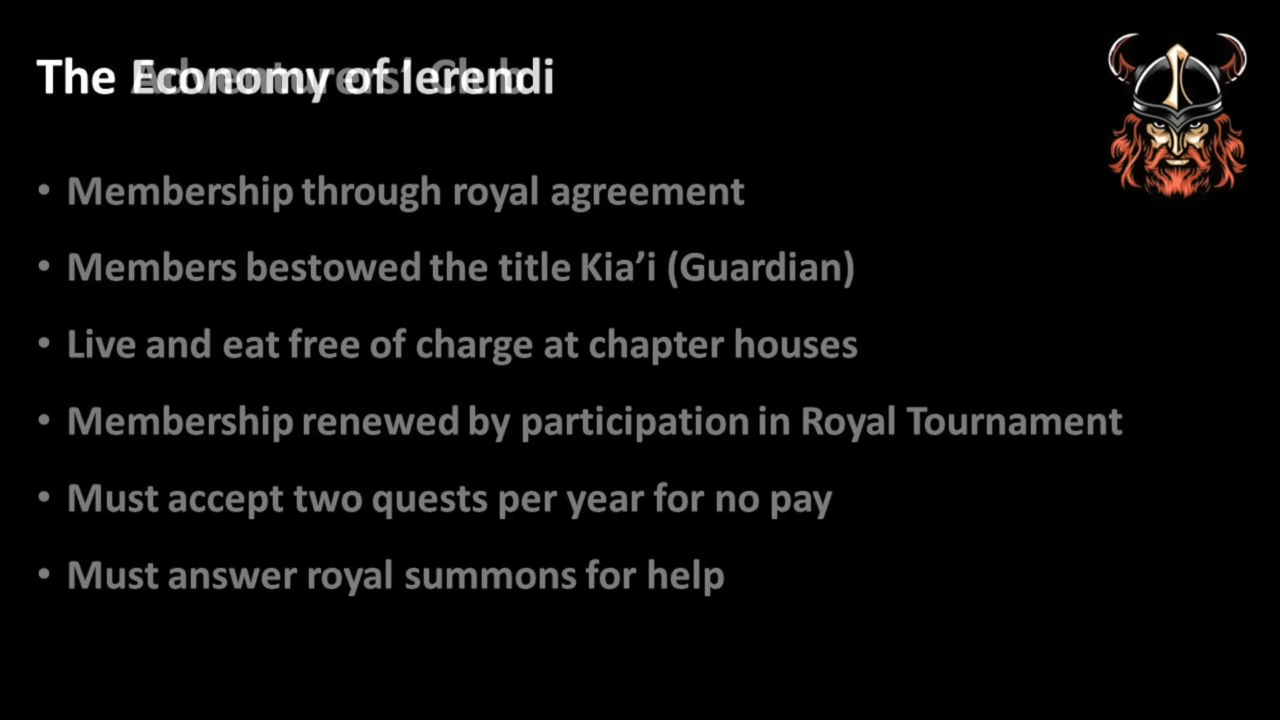 The Economy of Ierendi
Adventurers' Club
• Membership through royal agreement
• Members bestowed the title Kia’i (Guardian)
• Live and eat free of charge at chapter houses
• Membership renewed by participation in Royal Tournament
• Must accept two quests per year for no pay
• Must answer royal summons for help